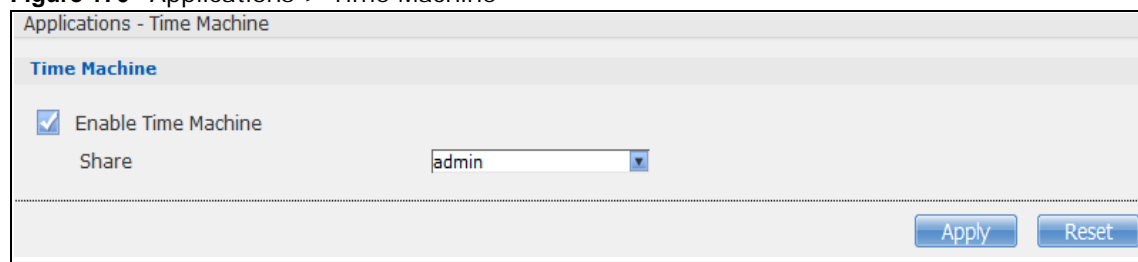 Applications - Time Machine
Time Machine
Enable Time Machine
Share admin
Apply Reset